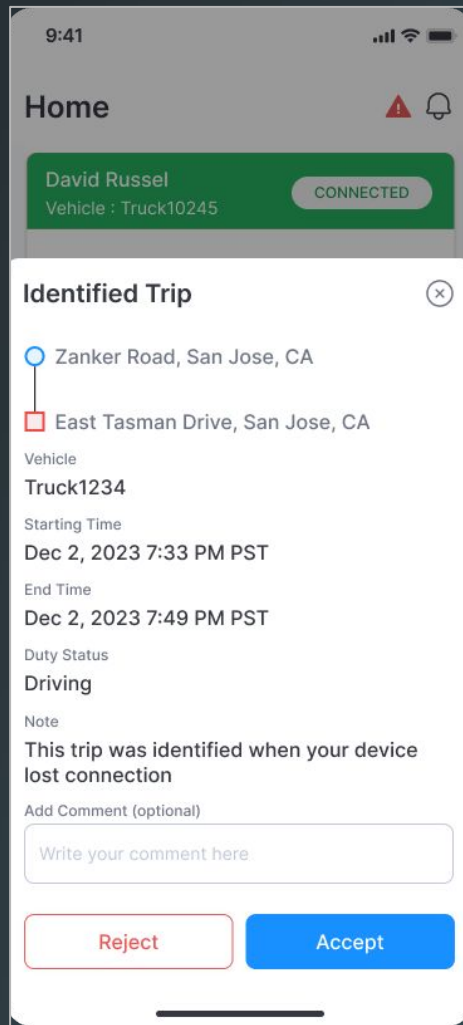 9:41
Home
David Russel
Vehicle : Truck10245
CONNECTED
Identified Trip
Zanker Road, San Jose, CA
East Tasman Drive, San Jose, CA
Vehicle
Truck1234
Starting Time
Dec 2, 2023 7:33 PM PST
End Time
Dec 2, 2023 7:49 PM PST
Duty Status
Driving
Note
This trip was identified when your device
lost connection
Add Comment (optional)
Write your comment here
Reject
Accept